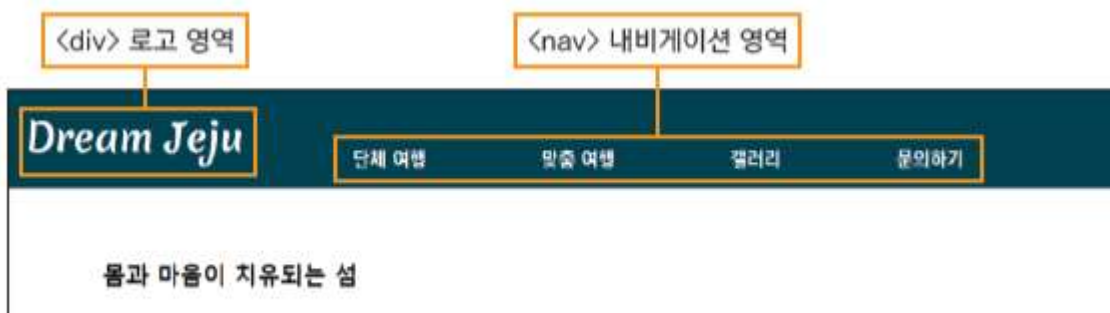 <div> 로고 영역
<nav> 내비게이션 영역
Dream Jeju
단체 여행
맞춤 여행
갤러리
문의하기
몸과 마음이 치유되는 섬